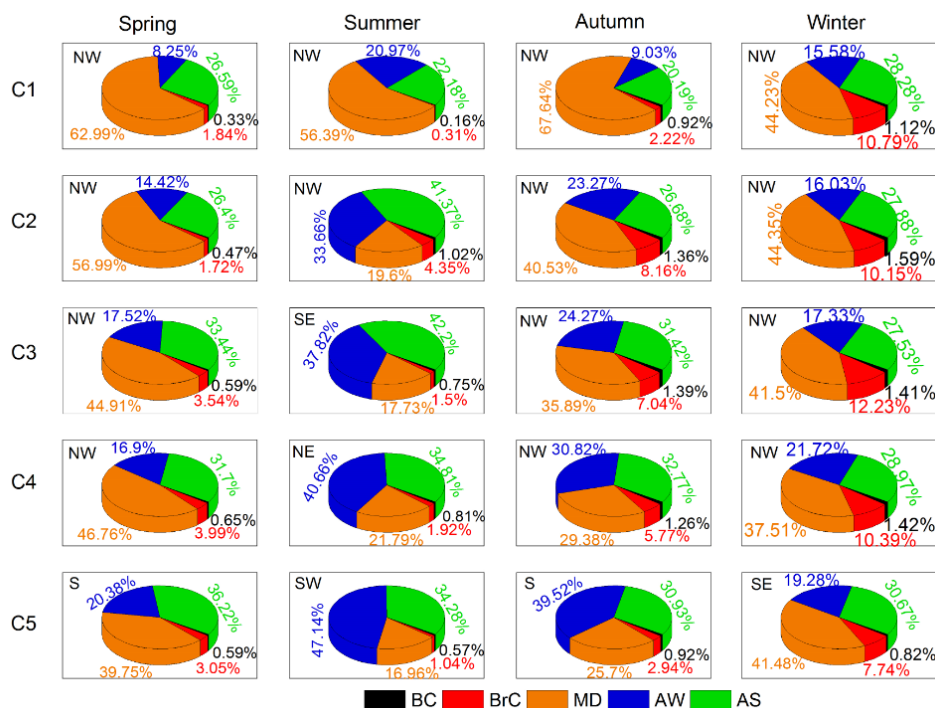 Spring Summer Autumn Winter
C1
NW 8.25% 26.59% 0.33% 1.84% 62.99%
NW 20.97% 22.18% 0.16% 0.31% 56.39%
NW 9.03% 20.19% 0.92% 2.22% 67.64%
NW 15.58% 28.28% 1.12% 10.79% 44.23%
C2
NW 14.42% 26.4% 0.47% 1.72% 56.99%
NW 33.66% 41.37% 1.02% 4.35% 19.6%
NW 23.27% 26.68% 1.36% 8.16% 40.53%
NW 16.03% 27.88% 1.59% 10.15% 44.35%
C3
NW 17.52% 33.44% 0.59% 3.54% 44.91%
SE 37.82% 42.2% 0.75% 1.5% 17.73%
NW 24.27% 31.42% 1.39% 7.04% 35.89%
NW 17.33% 27.53% 1.41% 12.23% 41.5%
C4
NW 16.9% 31.7% 0.65% 3.99% 46.76%
NE 40.66% 34.81% 0.81% 1.92% 21.79%
NW 30.82% 32.77% 1.26% 5.77% 29.38%
NW 21.72% 28.97% 1.42% 10.39% 37.51%
C5
S 20.38% 36.22% 0.59% 3.05% 39.75%
SW 47.14% 34.28% 0.57% 1.04% 16.96%
S 39.52% 30.93% 0.92% 2.94% 25.7%
SE 19.28% 30.67% 0.82% 7.74% 41.48%
BC BrC MD AW AS